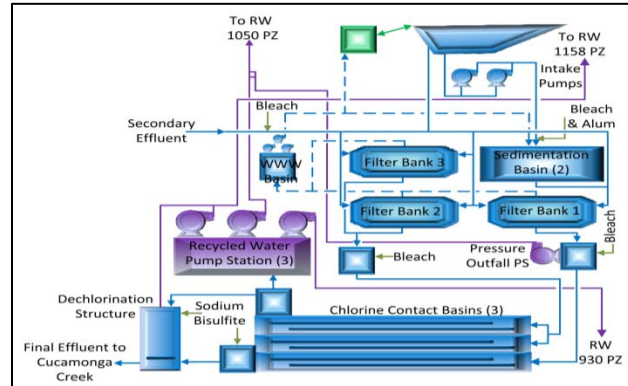 To RW
1050 PZ
To RW
1158 PZ
Intake
Pumps
Bleach
Secondary
Effluent
Bleach
& Alum
WWW
Basin
Filter Bank 3
Sedimentation
Basin (2)
Filter Bank 2
Filter Bank 1
Bleach
Recycled Water
Pump Station (3)
Bleach
Pressure
Outfall PS
Dechlorination
Structure
Sodium
Bisulfite
Chlorine Contact Basins (3)
Final Effluent to
Cucamonga
Creek
RW
930 PZ